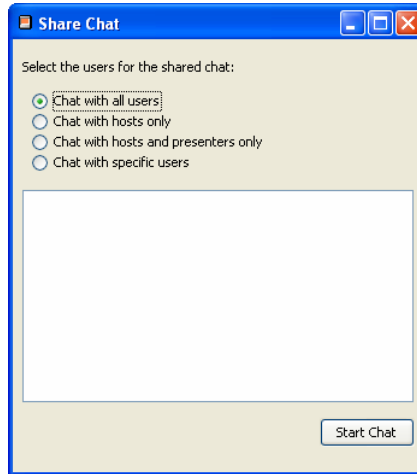 Share Chat
Select the users for the shared chat:
Chat with all users
Chat with hosts only
Chat with hosts and presenters only
Chat with specific users
Start Chat